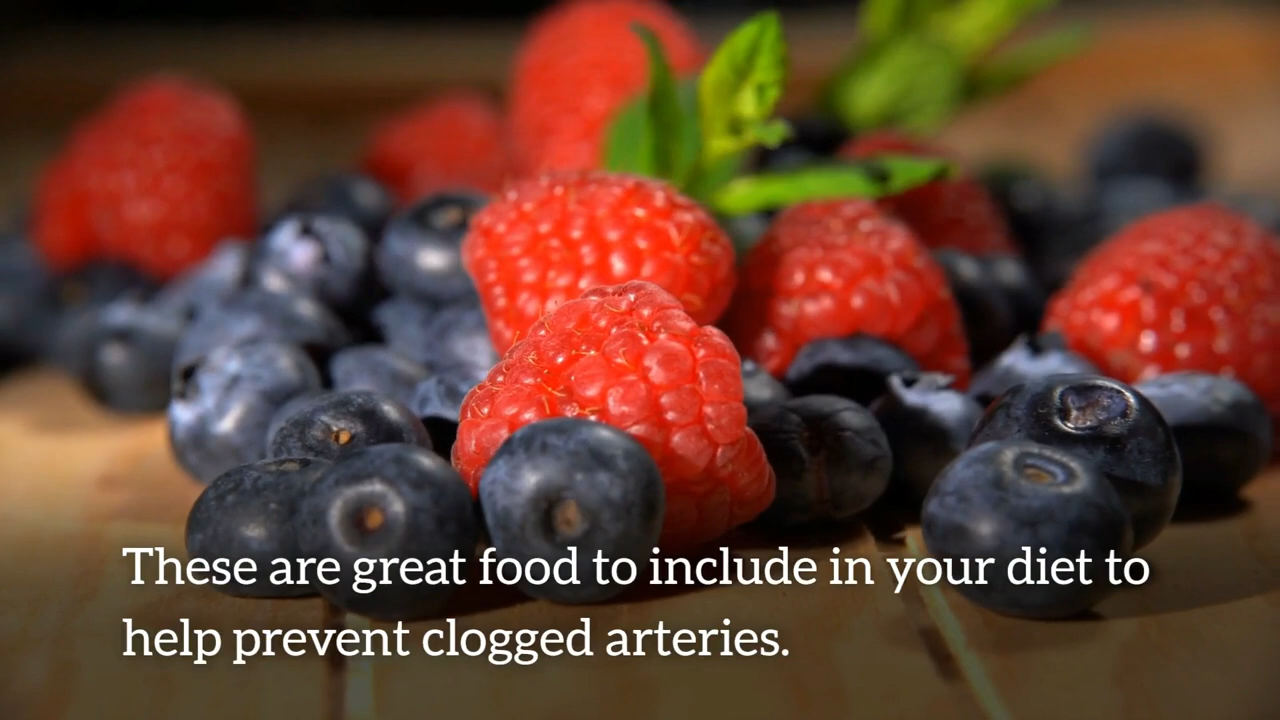 These are great food to include in your diet to
help prevent clogged arteries.